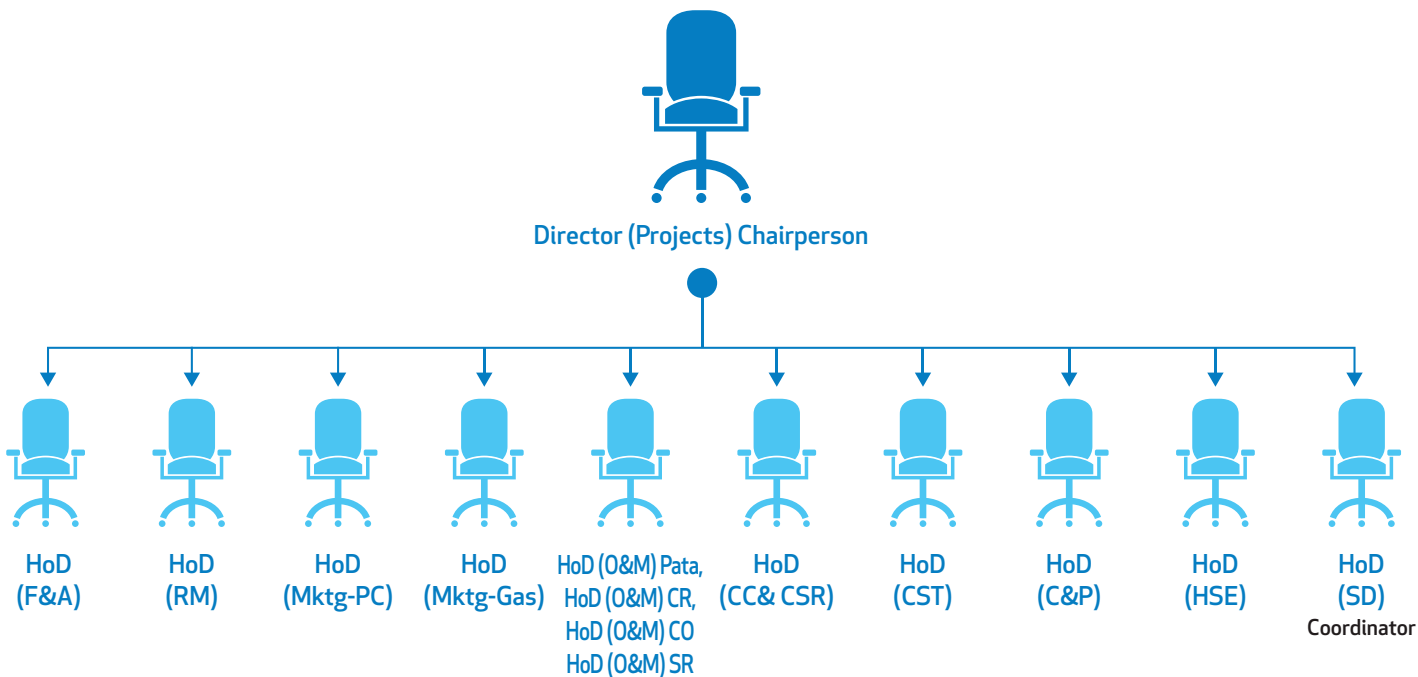 Director (Projects) Chairperson
HoD
(F&A)
HoD
(RM)
HoD
(Mktg-PC)
HoD
(Mktg-Gas)
HoD (O&M) Pata,
HoD (O&M) CR,
HoD (O&M) CO
HoD (O&M) SR
HoD
(CC& CSR)
HoD
(CST)
HoD
(C&P)
HoD
(HSE)
HoD
(SD)
Coordinator